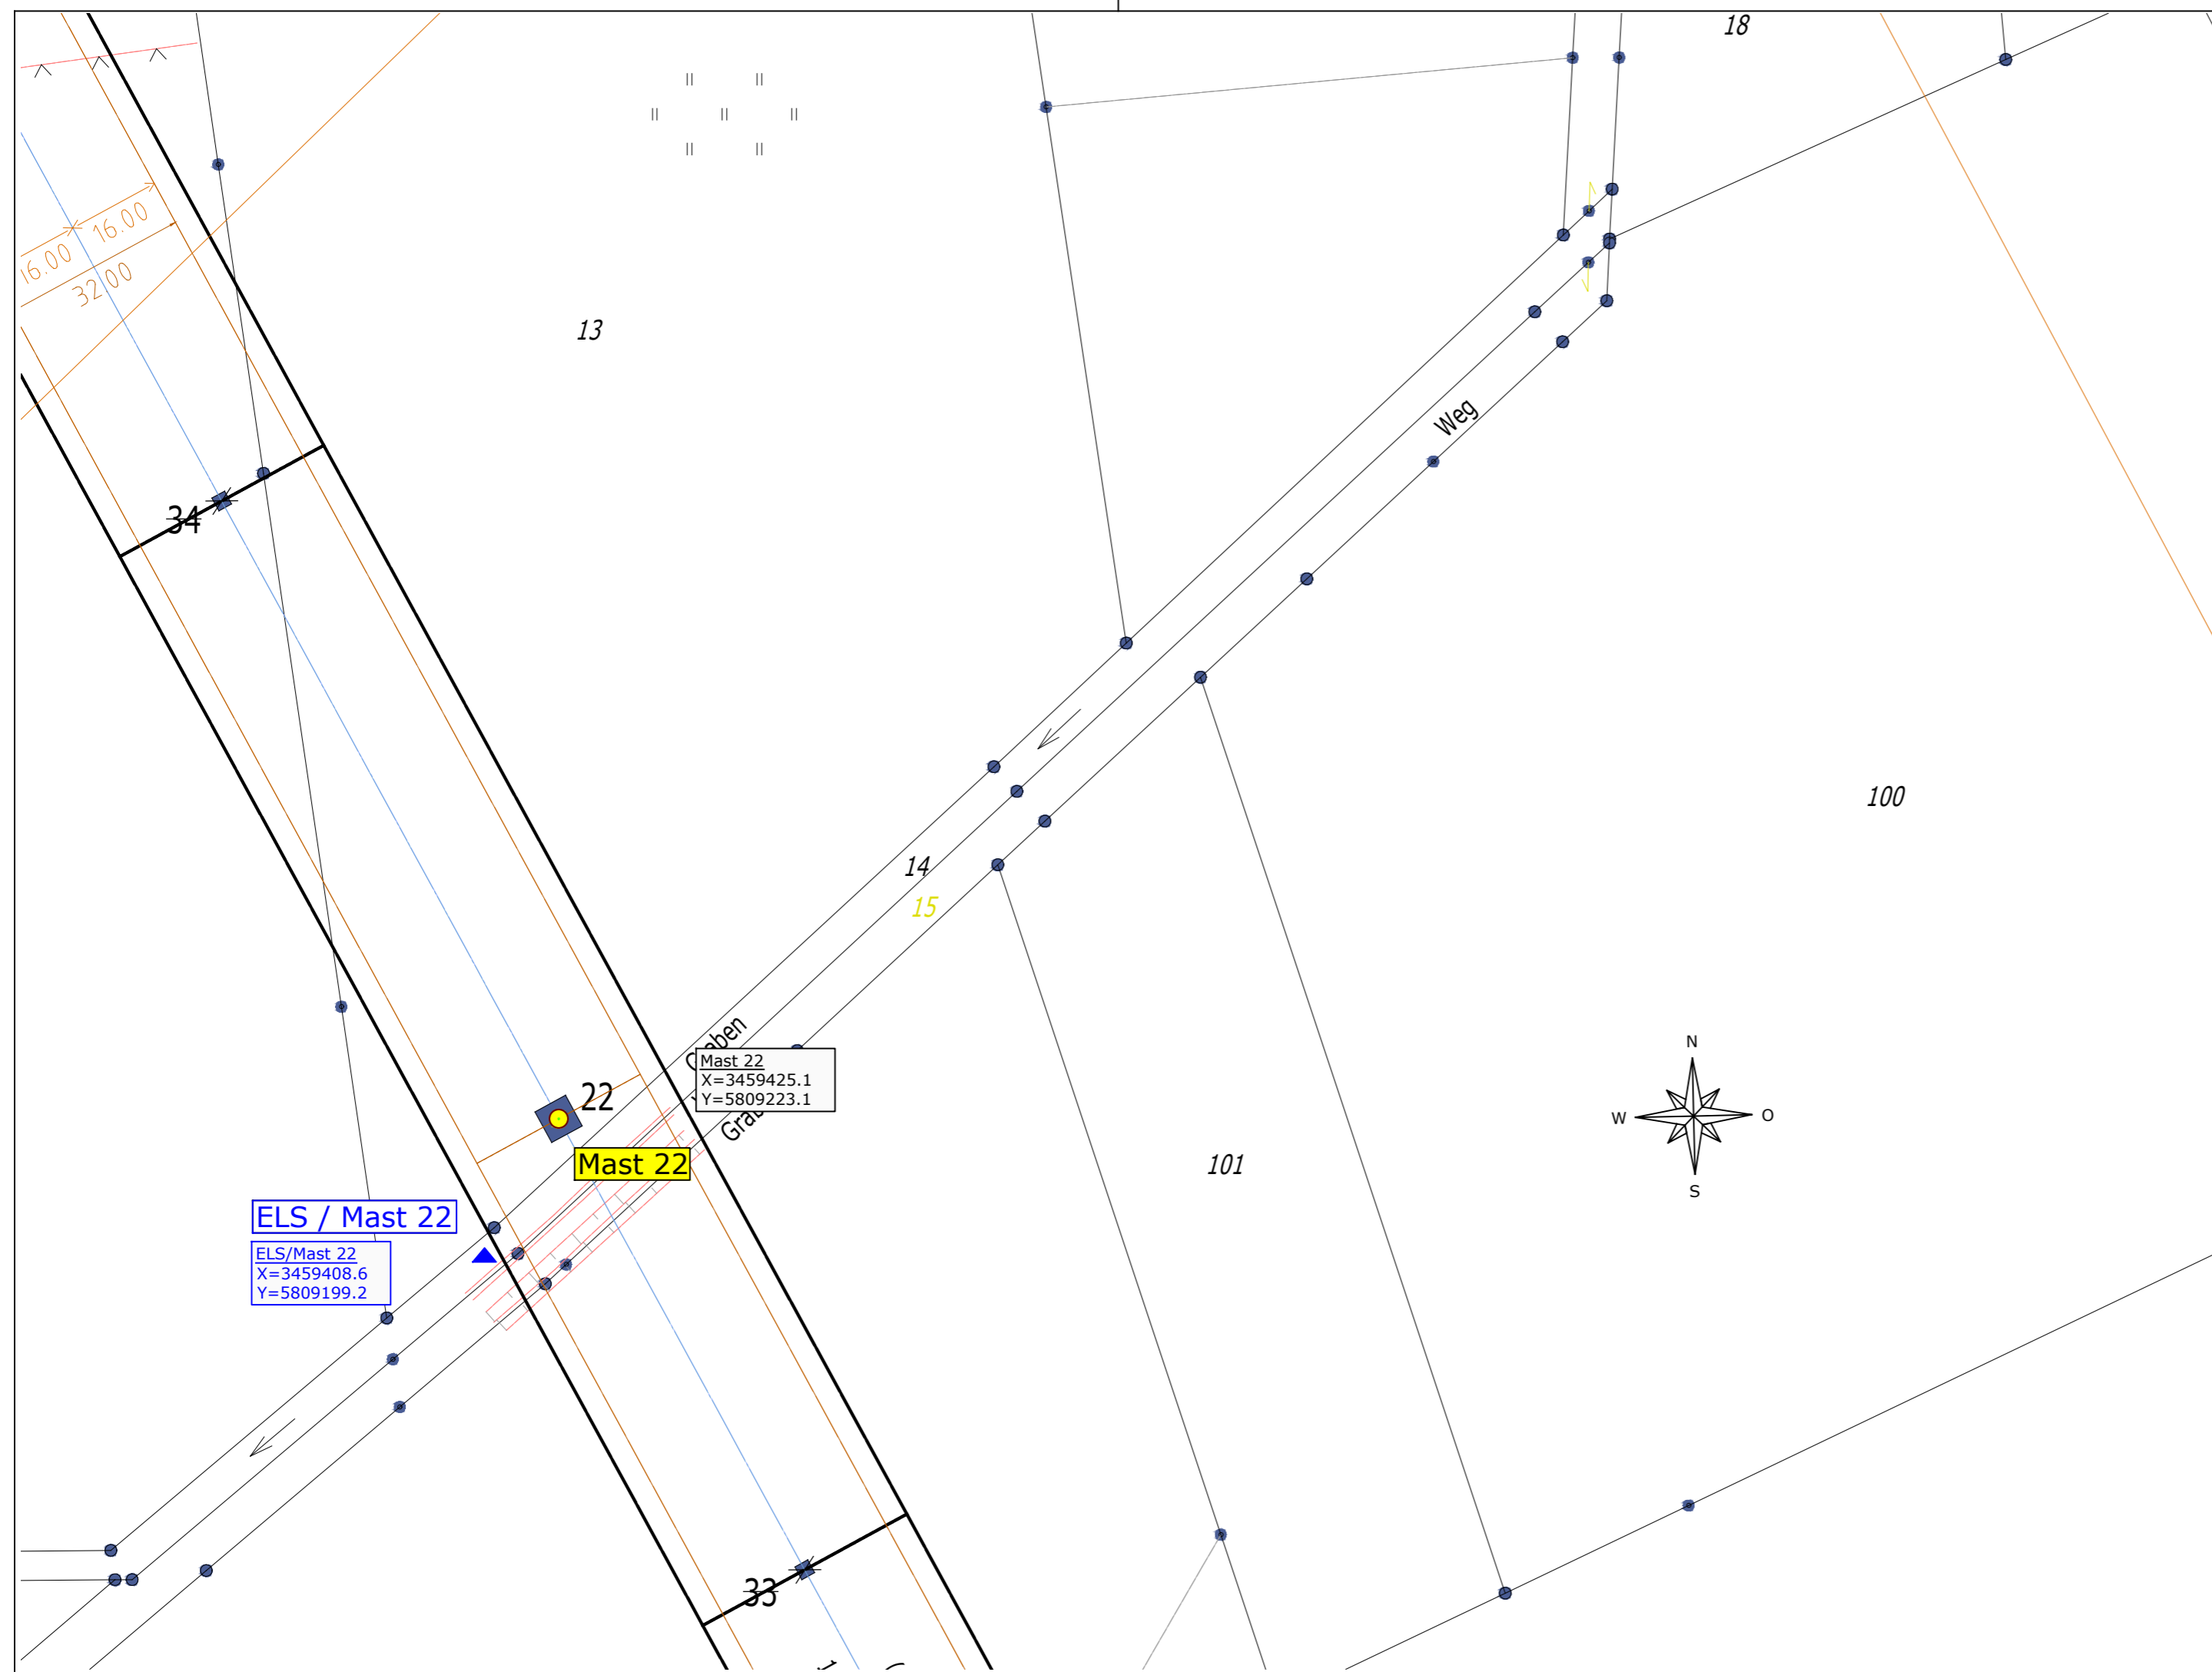 18
16.00
16.00
32.00
13
Weg
34
100
14
15
Graben
22
Mast 22
X=3459425.1
Y=5809223.1
N
W
O
S
Mast 22
101
ELS / Mast 22
ELS/Mast 22
X=3459408.6
Y=5809199.2
33